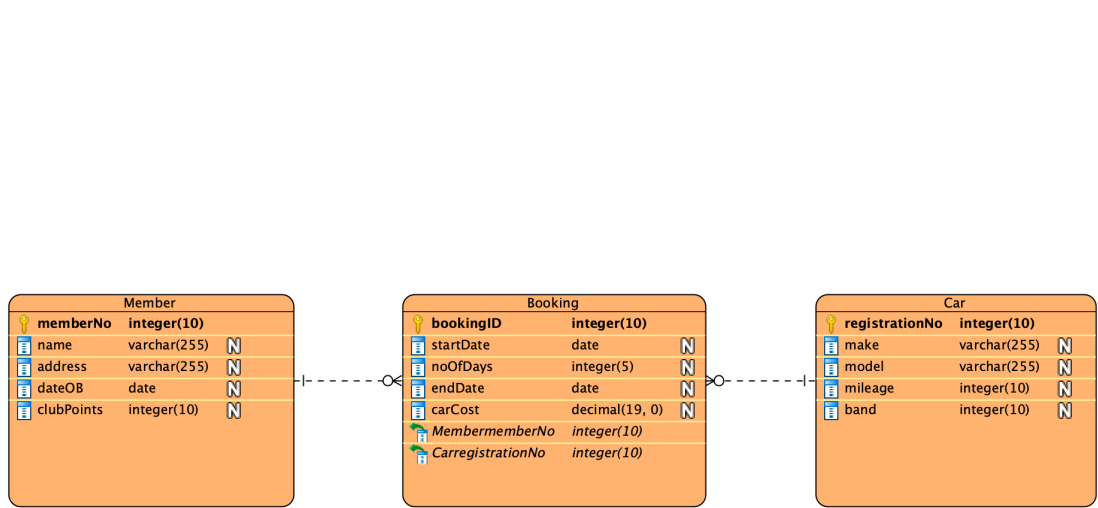 Member
memberNo integer(10)
name varchar(255) N
address varchar(255) N
dateOB date N
clubPoints integer(10) N
Booking
bookingID integer(10)
startDate date N
noOfDays integer(5) N
endDate date N
carCost decimal(19, 0) N
MembermemberNo integer(10)
CarregistrationNo integer(10)
Car
registrationNo integer(10)
make varchar(255) N
model varchar(255) N
mileage integer(10) N
band integer(10) N